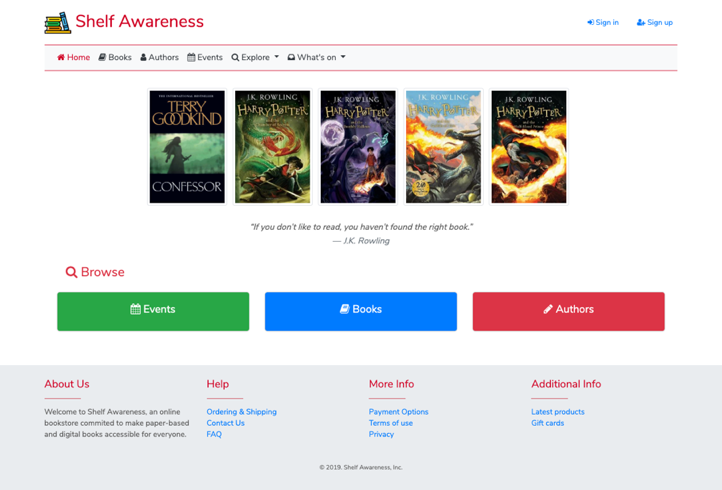 Shelf Awareness
Sign in
Sign up
Home
Books
Authors
Events
Explore
What's on
THE INTERNATIONAL BESTSELLER
TERRY
GOODKIND
CONFESSOR
J.K. ROWLING
HARRY POTTER
J.K. ROWLING
HARRY POTTER
J.K. ROWLING
HARRY POTTER
J.K. ROWLING
HARRY POTTER
“If you don’t like to read, you haven’t found the right book.”
— J.K. Rowling
Browse
Events
Books
Authors
About Us
Welcome to Shelf Awareness, an online
bookstore commited to make paper-based
and digital books accessible for everyone.
Help
Ordering & Shipping
Contact Us
FAQ
More Info
Payment Options
Terms of use
Privacy
Additional Info
Latest products
Gift cards
© 2019. Shelf Awareness, Inc.